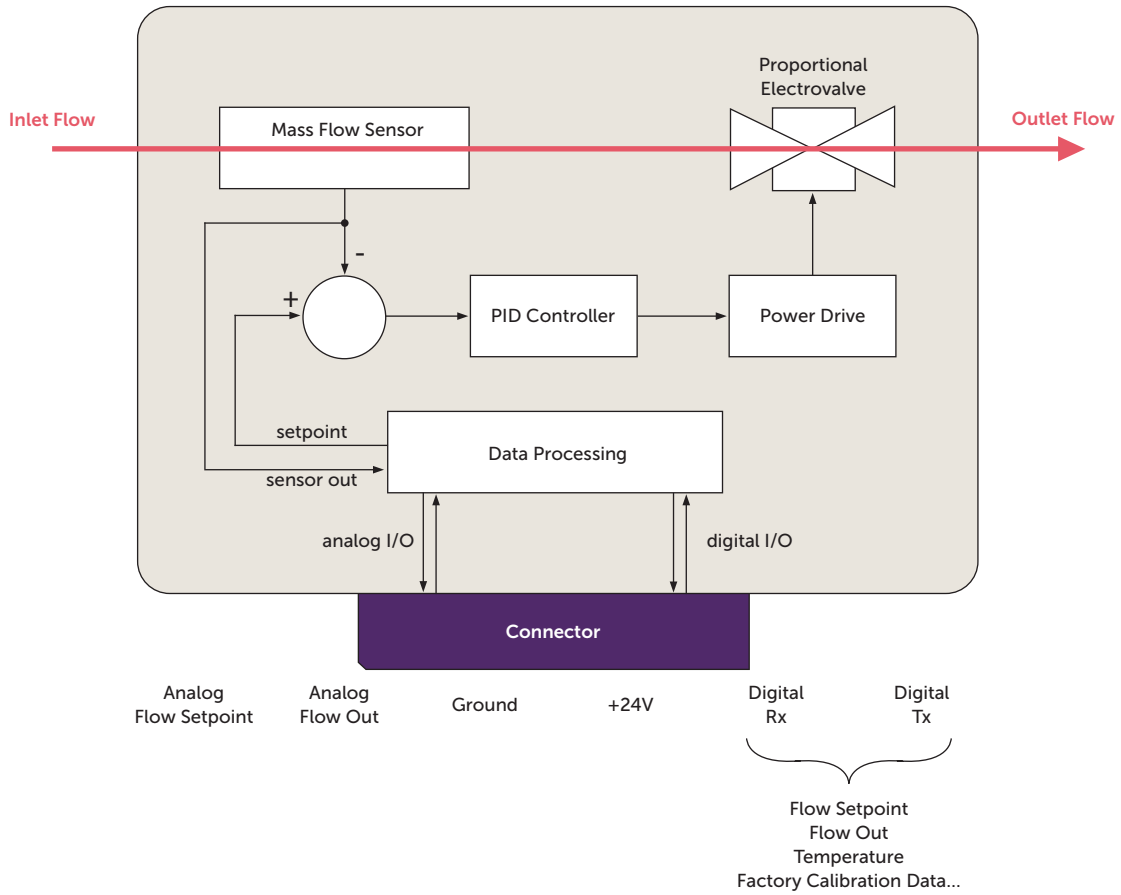 Proportional
Electrovalve
Inlet Flow
Mass Flow Sensor
Outlet Flow
-
+
PID Controller
Power Drive
setpoint
Data Processing
sensor out
analog I/O
digital I/O
Connector
Analog
Flow Setpoint
Analog
Flow Out
Ground
+24V
Digital
Rx
Digital
Tx
Flow Setpoint
Flow Out
Temperature
Factory Calibration Data...